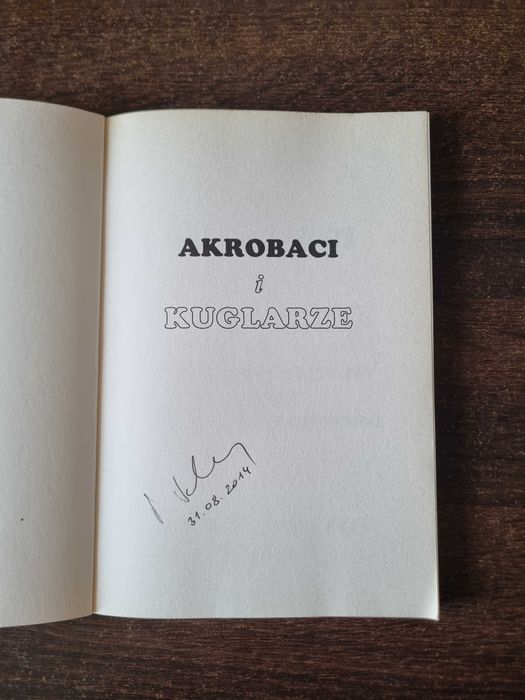 AKROBACI
i
KUGLARZE
31.08.2014